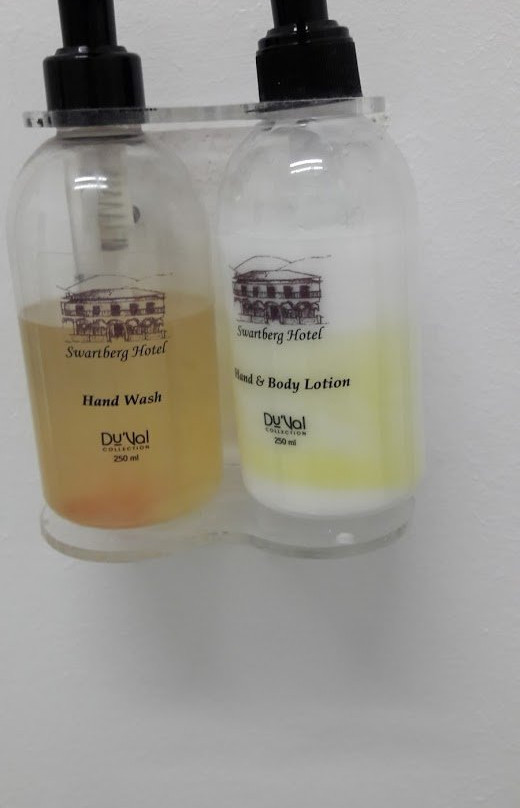 Swartberg Hotel
Hand Wash
Du'Val
COLLECTION
250 ml
Swartberg Hotel
Hand & Body Lotion
Du'Val
COLLECTION
250 ml